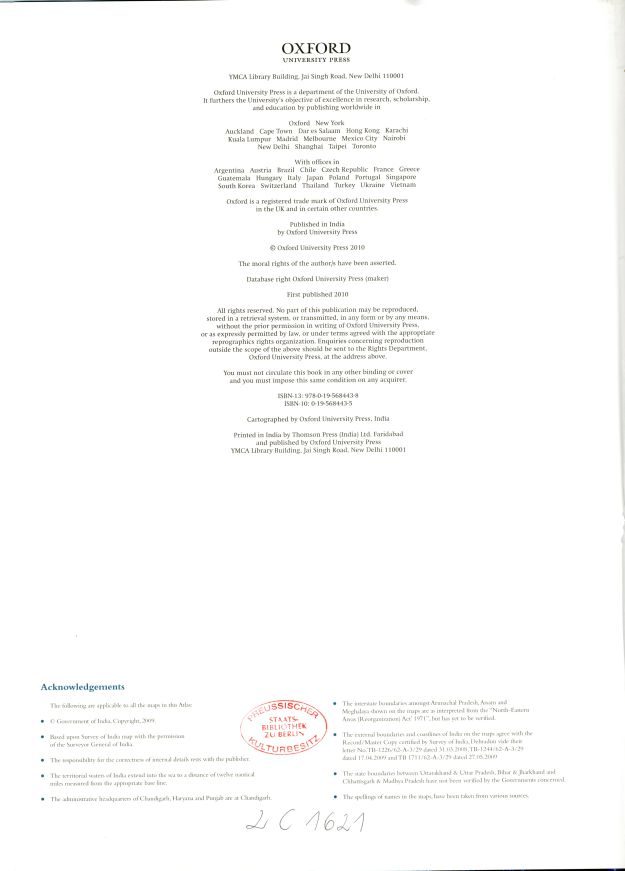 OXFORD
UNIVERSITY PRESS
YMCA Library Building, Jai Singh Road, New Delhi 110001
Oxford University Press is a department of the University of Oxford.
It furthers the University's objective of excellence in research, scholarship,
and education by publishing worldwide in
Oxford New York
Auckland Cape Town Dar es Salaam Hong Kong Karachi
Kuala Lumpur Madrid Melbourne Mexico City Nairobi
New Delhi Shanghai Taipei Toronto
With offices in
Argentina Austria Brazil Chile Czech Republic France Greece
Guatemala Hungary Italy Japan Poland Portugal Singapore
South Korea Switzerland Thailand Turkey Ukraine Vietnam
Oxford is a registered trade mark of Oxford University Press
in the UK and in certain other countries.
Published in India
by Oxford University Press
© Oxford University Press 2010
The moral rights of the author/s have been asserted.
Database right Oxford University Press (maker)
First published 2010
All rights reserved. No part of this publication may be reproduced,
stored in a retrieval system, or transmitted, in any form or by any means,
without the prior permission in writing of Oxford University Press,
or as expressly permitted by law, or under terms agreed with the appropriate
reprographics rights organization. Enquiries concerning reproduction
outside the scope of the above should be sent to the Rights Department,
Oxford University Press, at the address above.
You must not circulate this book in any other binding or cover
and you must impose this same condition on any acquirer.
ISBN-13: 978-0-19-568443-8
ISBN-10: 0-19-568443-5
Cartographed by Oxford University Press, India
Printed in India by Thomson Press (India) Ltd. Faridabad
and published by Oxford University Press
YMCA Library Building, Jai Singh Road, New Delhi 110001
Acknowledgements
The following are applicable to all the maps in this Atlas:
• © Government of India, Copyright, 2009.
• Based upon Survey of India map with the permission
of the Surveyor General of India.
• The responsibility for the correctness of internal details rests with the publisher.
• The territorial waters of India extend into the sea to a distance of twelve nautical
miles measured from the appropriate base line.
• The administrative headquarters of Chandigarh, Haryana and Punjab are at Chandigarh.
PREUSSISCHER
STAATS-
BIBLIOTHEK
ZU BERLIN
KULTURBESITZ
• The interstate boundaries amongst Arunachal Pradesh, Assam and
Meghalaya shown on the maps are as interpreted from the "North-Eastern
Areas (Reorganization) Act' 1971", but has yet to be verified.
• The external boundaries and coastlines of India on the maps agree with the
Record/Master Copy certified by Survey of India, Dehradun vide their
letter No.TB-1226/62-A-3/29 dated 31.03.2009, TB-1244/62-A-3/29
dated 17.04.2009 and TB 1711/62-A-3/29 dated 27.05.2009
• The state boundaries between Uttarakhand & Uttar Pradesh, Bihar & Jharkhand and
Chhattisgarh & Madhya Pradesh have not been verified by the Governments concerned.
• The spellings of names in the maps, have been taken from various sources.
2 C 1621